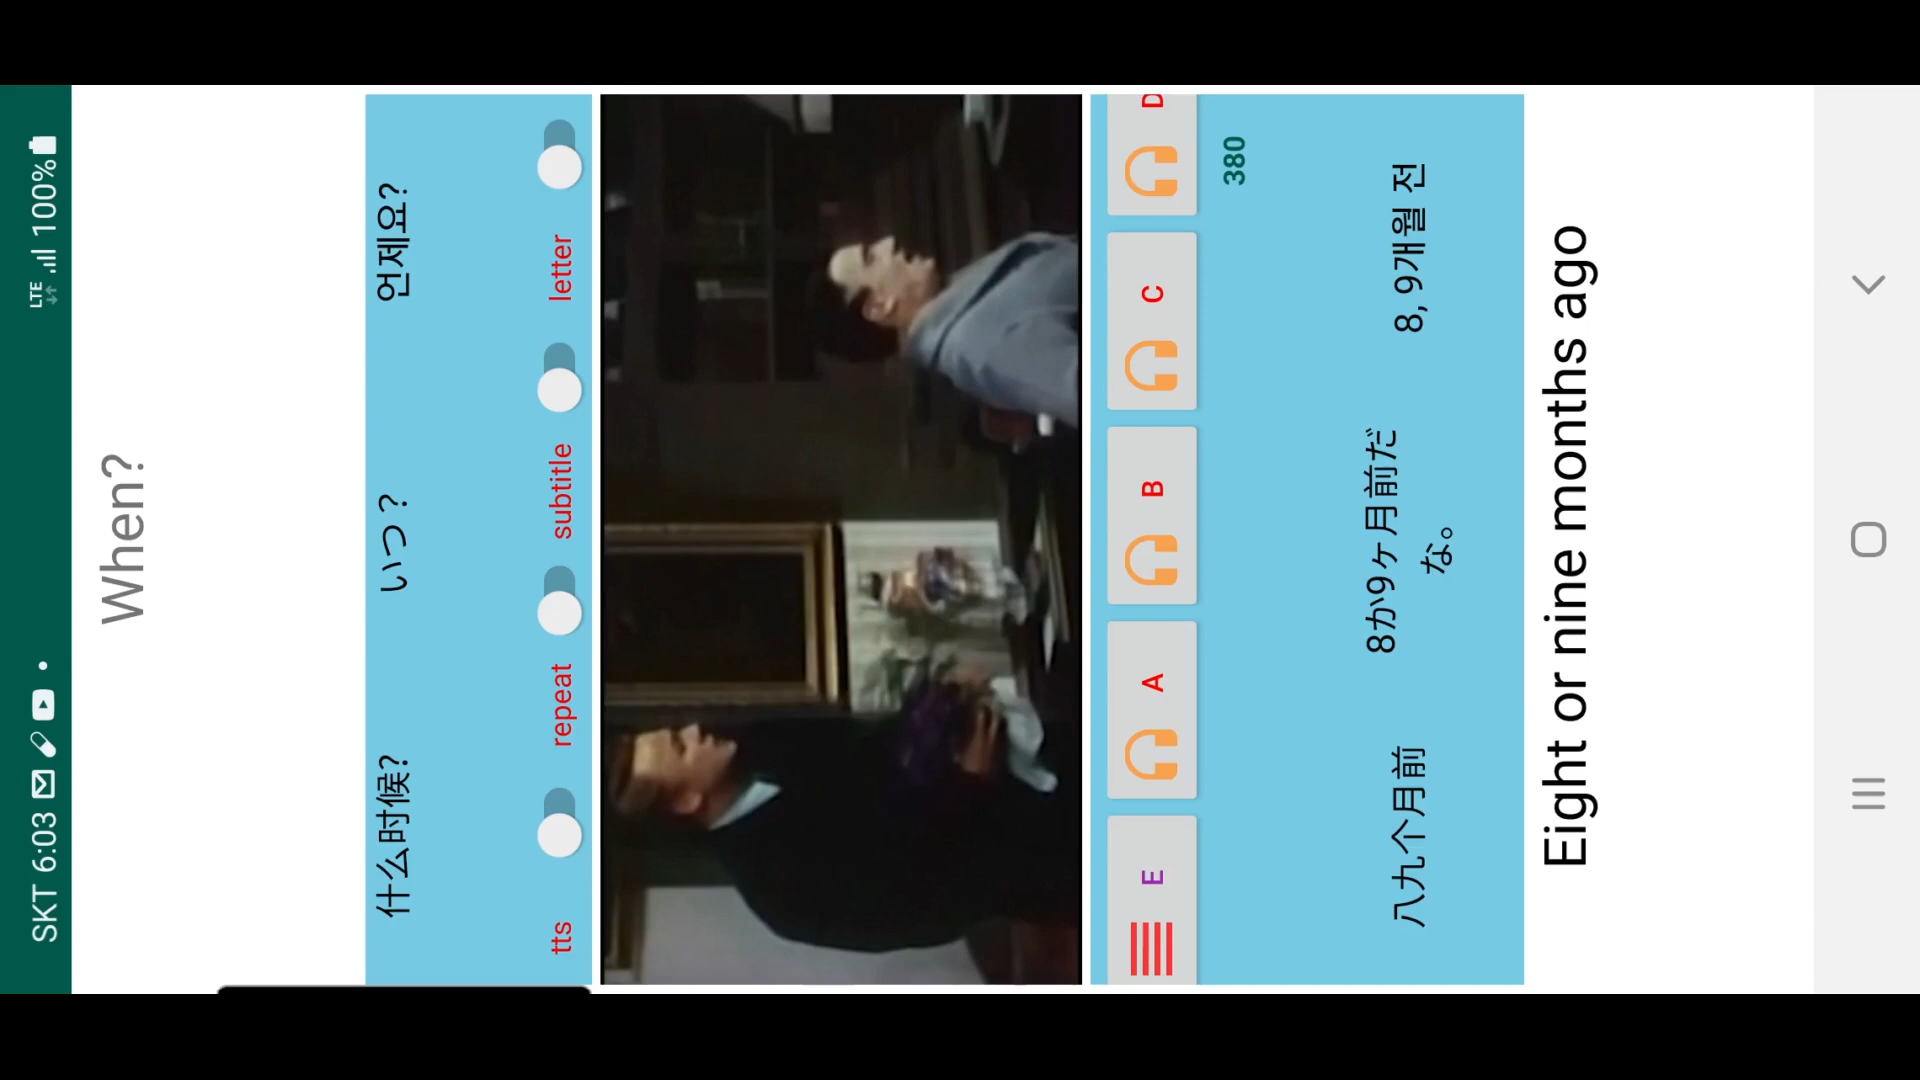 SKT 6:03 LTE 100%
When?
什么时候? いつ? 언제요?
tts repeat subtitle letter
E A B C D
380
八九个月前 8か9ヶ月前だ 8, 9개월 전
な。
Eight or nine months ago